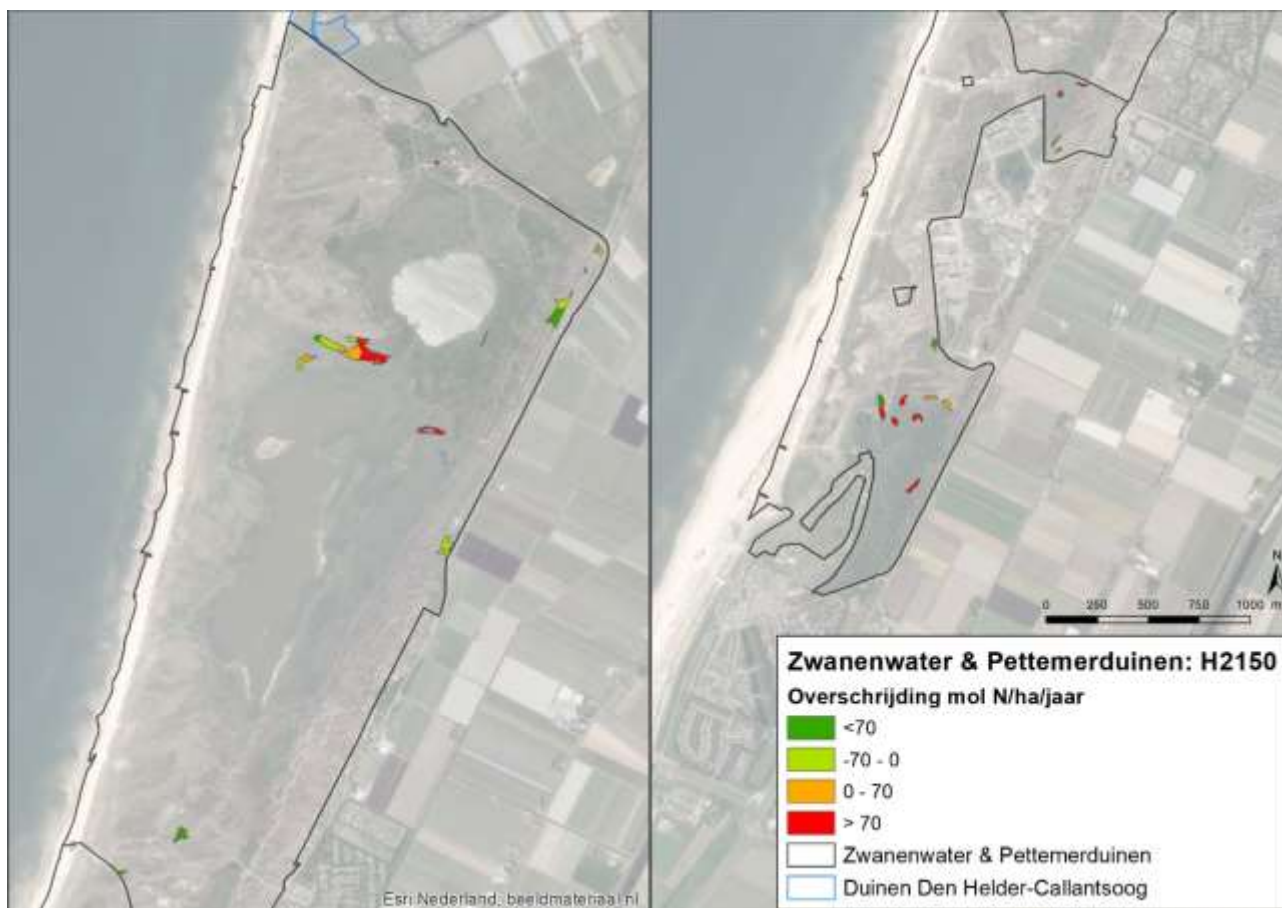 N
0 250 500 750 1000 m
Zwanenwater & Pettemerduinen: H2150
Overschrijding mol N/ha/jaar
<70
-70 - 0
0 - 70
> 70
Zwanenwater & Pettemerduinen
Duinen Den Helder-Callantsoog
Esri Nederland, beeldmateriaal.nl